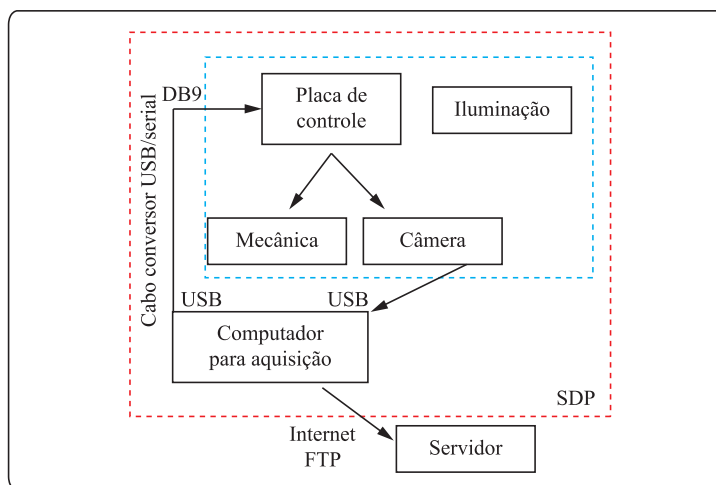 Cabo conversor USB/serial
DB9
Placa de
controle
Iluminação
Mecânica
Câmera
USB
USB
Computador
para aquisição
SDP
Internet
FTP
Servidor